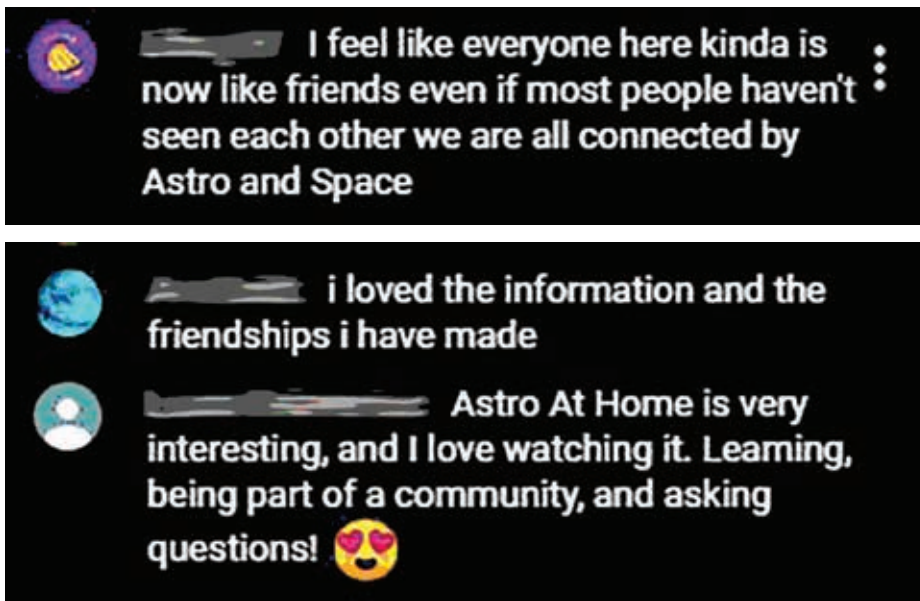 I feel like everyone here kinda is
now like friends even if most people haven't
seen each other we are all connected by
Astro and Space
i loved the information and the
friendships i have made
Astro At Home is very
interesting, and I love watching it. Learning,
being part of a community, and asking
questions! 😍